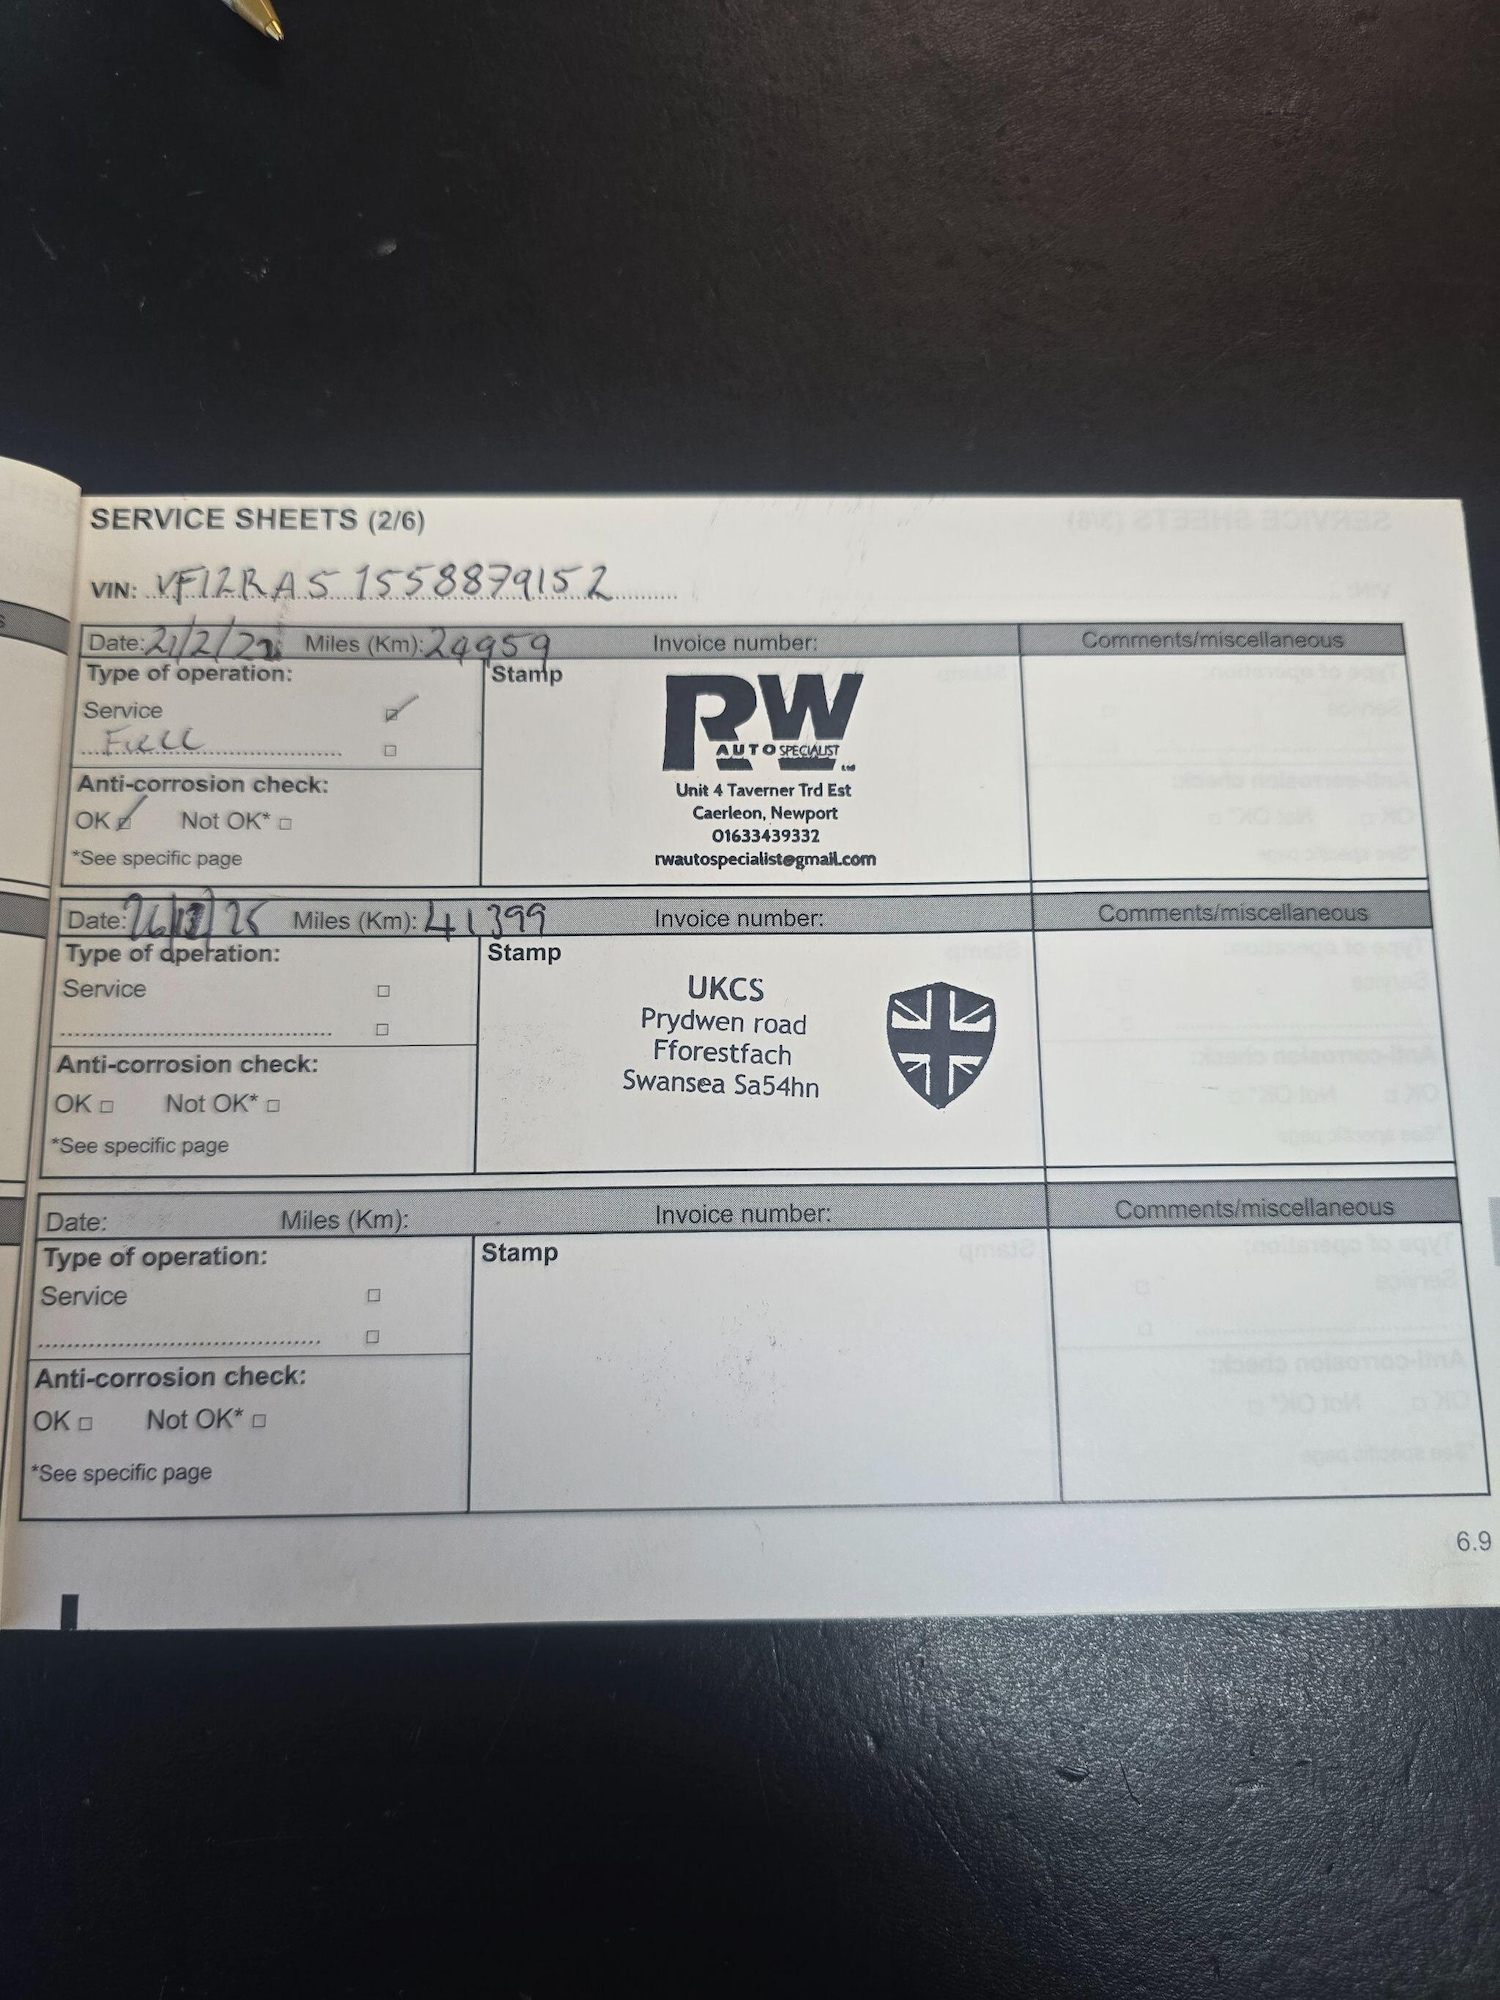 SERVICE SHEETS (2/6)
VIN: VF12RA51558879152
Date: 21/2/22 Miles (Km): 29959 Invoice number: Comments/miscellaneous
Type of operation:
Service
Full
Anti-corrosion check:
OK Not OK*
*See specific page
Stamp
RW
AUTO SPECIALIST
Ltd
Unit 4 Taverner Trd Est
Caerleon, Newport
01633439332
rwautospecialist@gmail.com
Date: Miles (Km): 41399 Invoice number: Comments/miscellaneous
Type of operation:
Service
Anti-corrosion check:
OK Not OK*
*See specific page
Stamp
UKCS
Prydwen road
Fforestfach
Swansea Sa54hn
Date: Miles (Km): Invoice number: Comments/miscellaneous
Type of operation:
Service
Anti-corrosion check:
OK Not OK*
*See specific page
Stamp
6.9